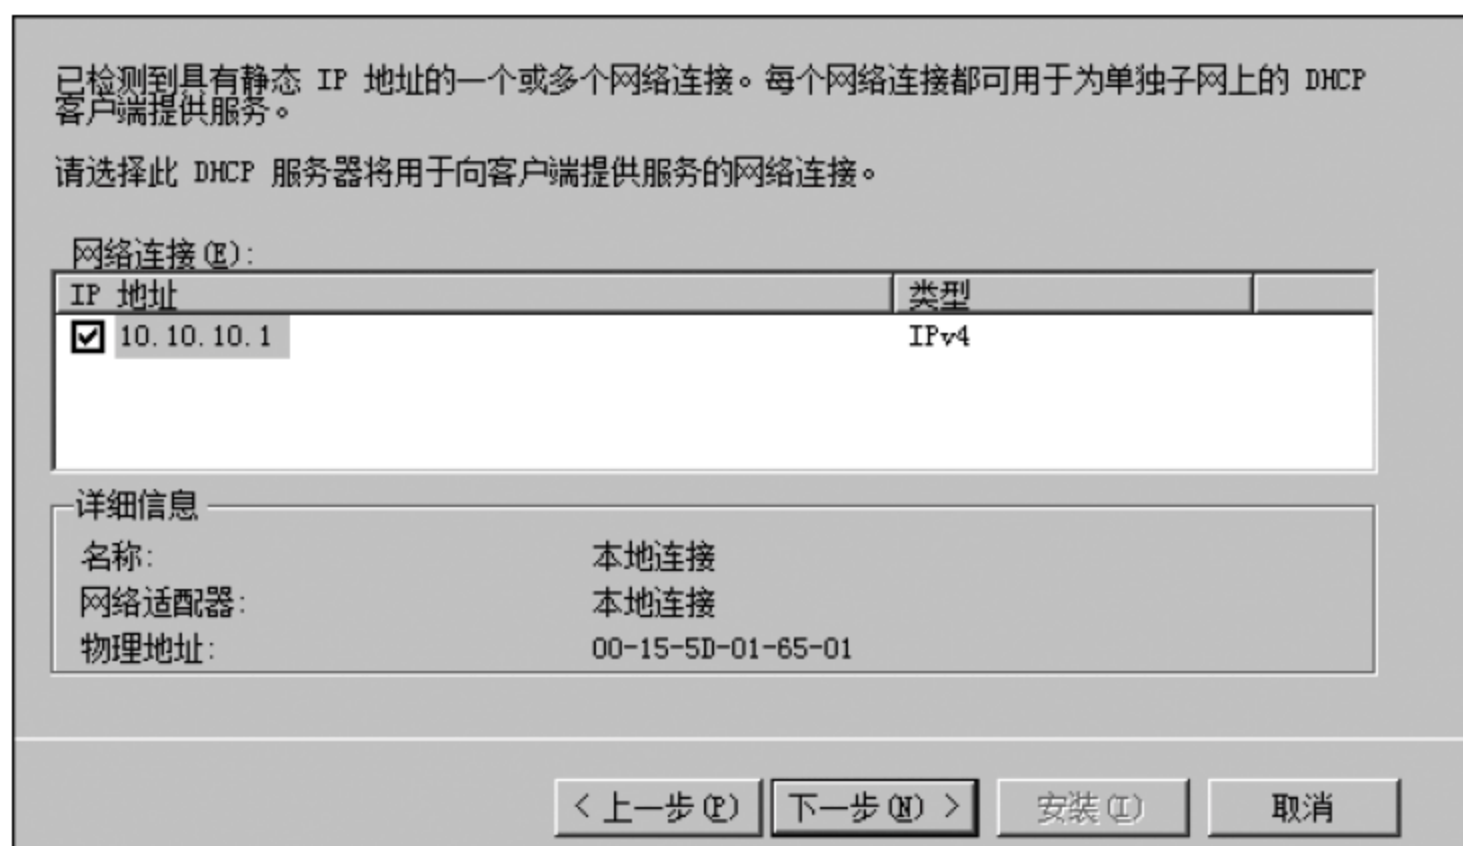 已检测到具有静态 IP 地址的一个或多个网络连接。每个网络连接都可用于为单独子网上的 DHCP
客户端提供服务。
请选择此 DHCP 服务器将用于向客户端提供服务的网络连接。
网络连接(E):
IP 地址 类型
10.10.10.1 IPv4
详细信息
名称: 本地连接
网络适配器: 本地连接
物理地址: 00-15-5D-01-65-01
< 上一步(P) 下一步(N) > 安装(I) 取消